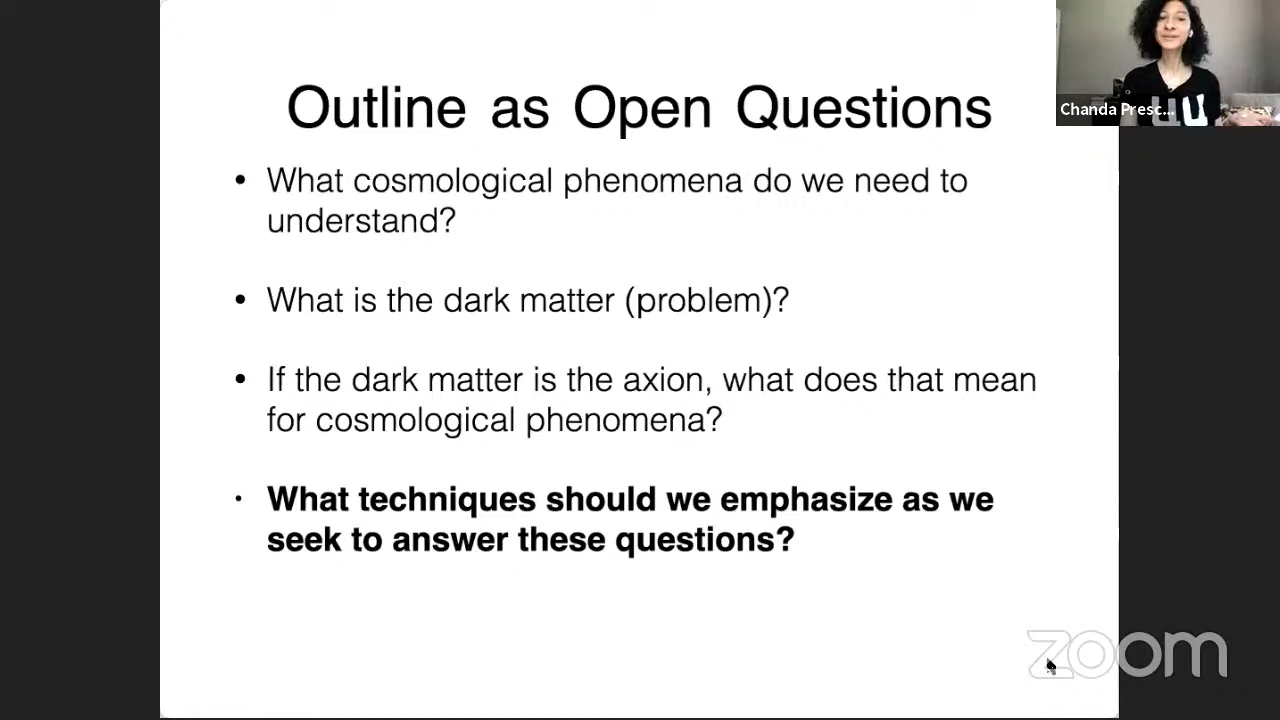 Outline as Open Questions
Chanda Presc...
• What cosmological phenomena do we need to
understand?
• What is the dark matter (problem)?
• If the dark matter is the axion, what does that mean
for cosmological phenomena?
• What techniques should we emphasize as we
seek to answer these questions?
zoom